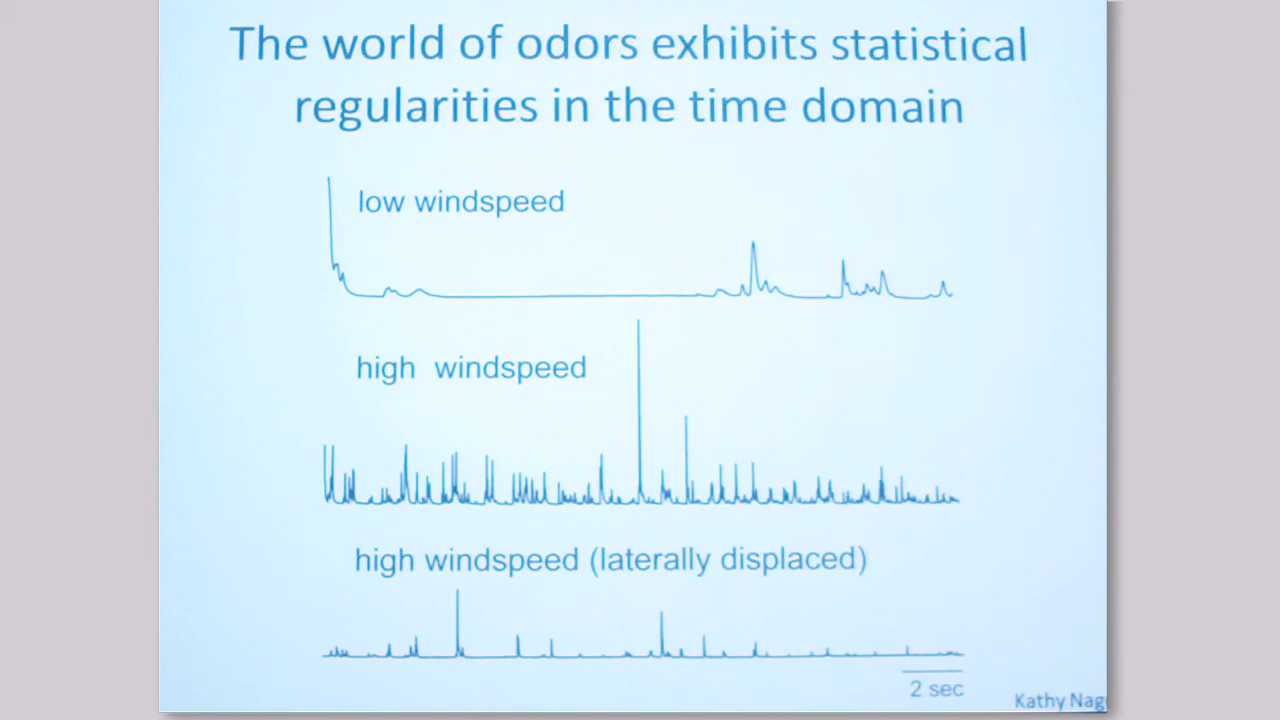 The world of odors exhibits statistical
regularities in the time domain
low windspeed
high windspeed
high windspeed (laterally displaced)
2 sec
Kathy